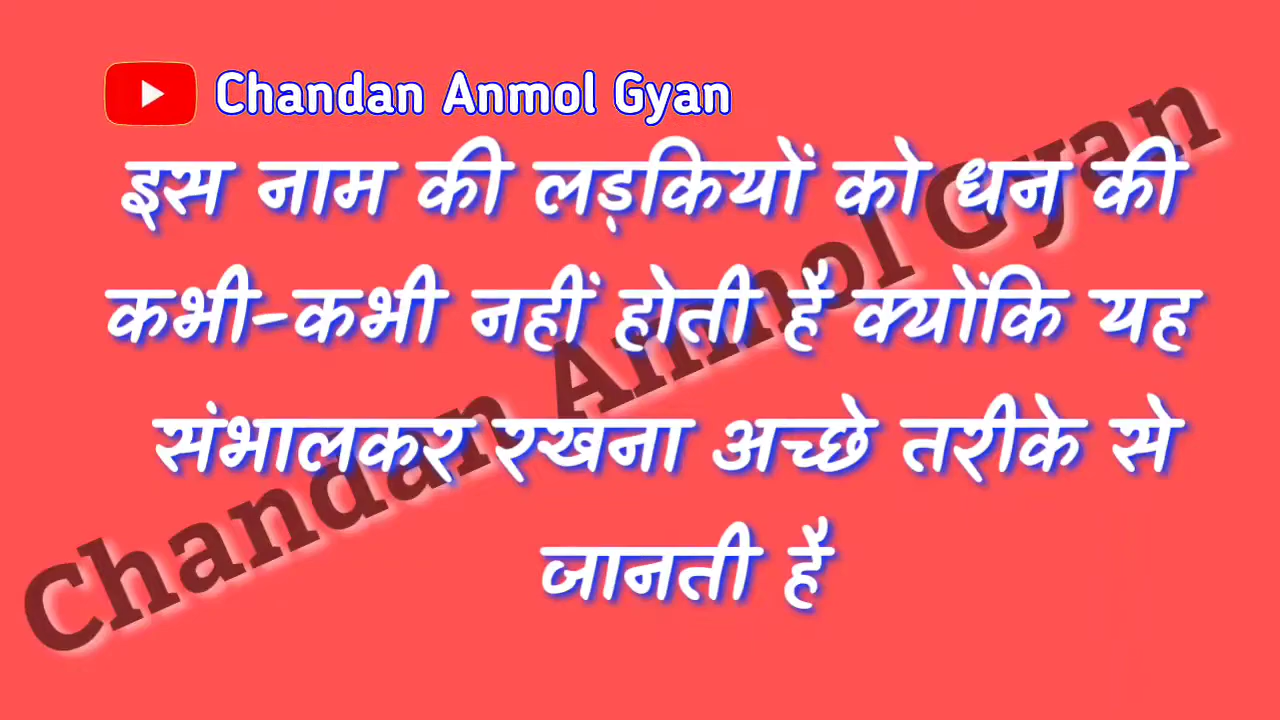 Chandan Anmol Gyan
इस नाम की लड़कियों को धन की
कभी-कभी नहीं होती है क्योंकि यह
संभालकर रखना अच्छे तरीके से
जानती है
Chandan Anmol Gyan